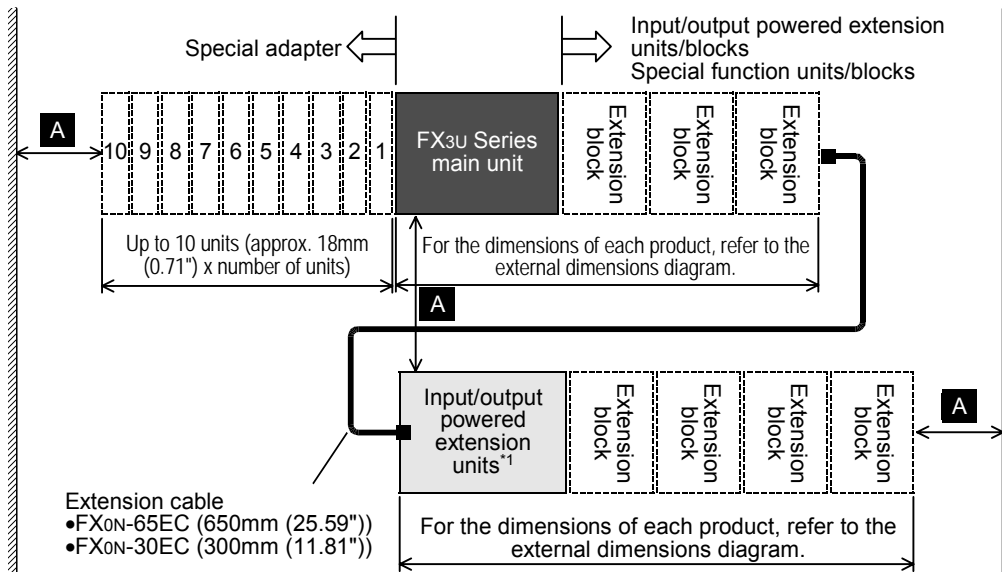 Special adapter
Input/output powered extension
units/blocks
Special function units/blocks
A
10 9 8 7 6 5 4 3 2 1
FX3U Series
main unit
Extension
block
Extension
block
Extension
block
Up to 10 units (approx. 18mm
(0.71") x number of units)
For the dimensions of each product, refer to the
external dimensions diagram.
A
Input/output
powered
extension
units*1
Extension
block
Extension
block
Extension
block
Extension
block
A
Extension cable
•FX0N-65EC (650mm (25.59"))
•FX0N-30EC (300mm (11.81"))
For the dimensions of each product, refer to the
external dimensions diagram.